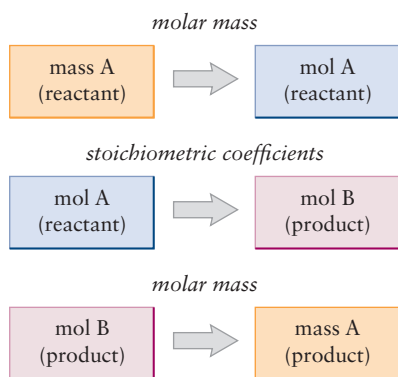 molar mass
mass A
(reactant)
mol A
(reactant)
stoichiometric coefficients
mol A
(reactant)
mol B
(product)
molar mass
mol B
(product)
mass A
(product)